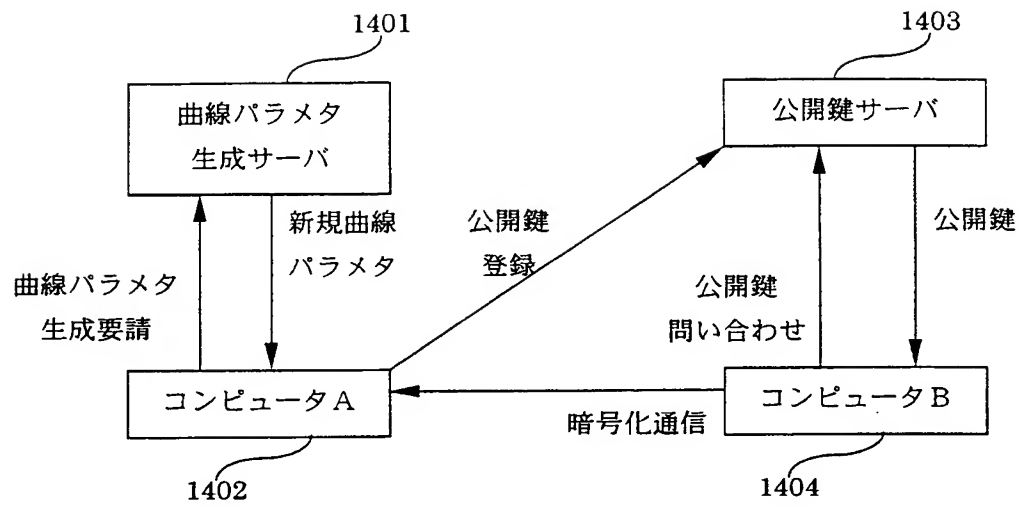 1401
1403
曲線パラメタ
生成サーバ
公開鍵サーバ
新規曲線
パラメタ
公開鍵
登録
公開鍵
曲線パラメタ
生成要請
公開鍵
問い合わせ
コンピュータA
コンピュータB
暗号化通信
1402
1404